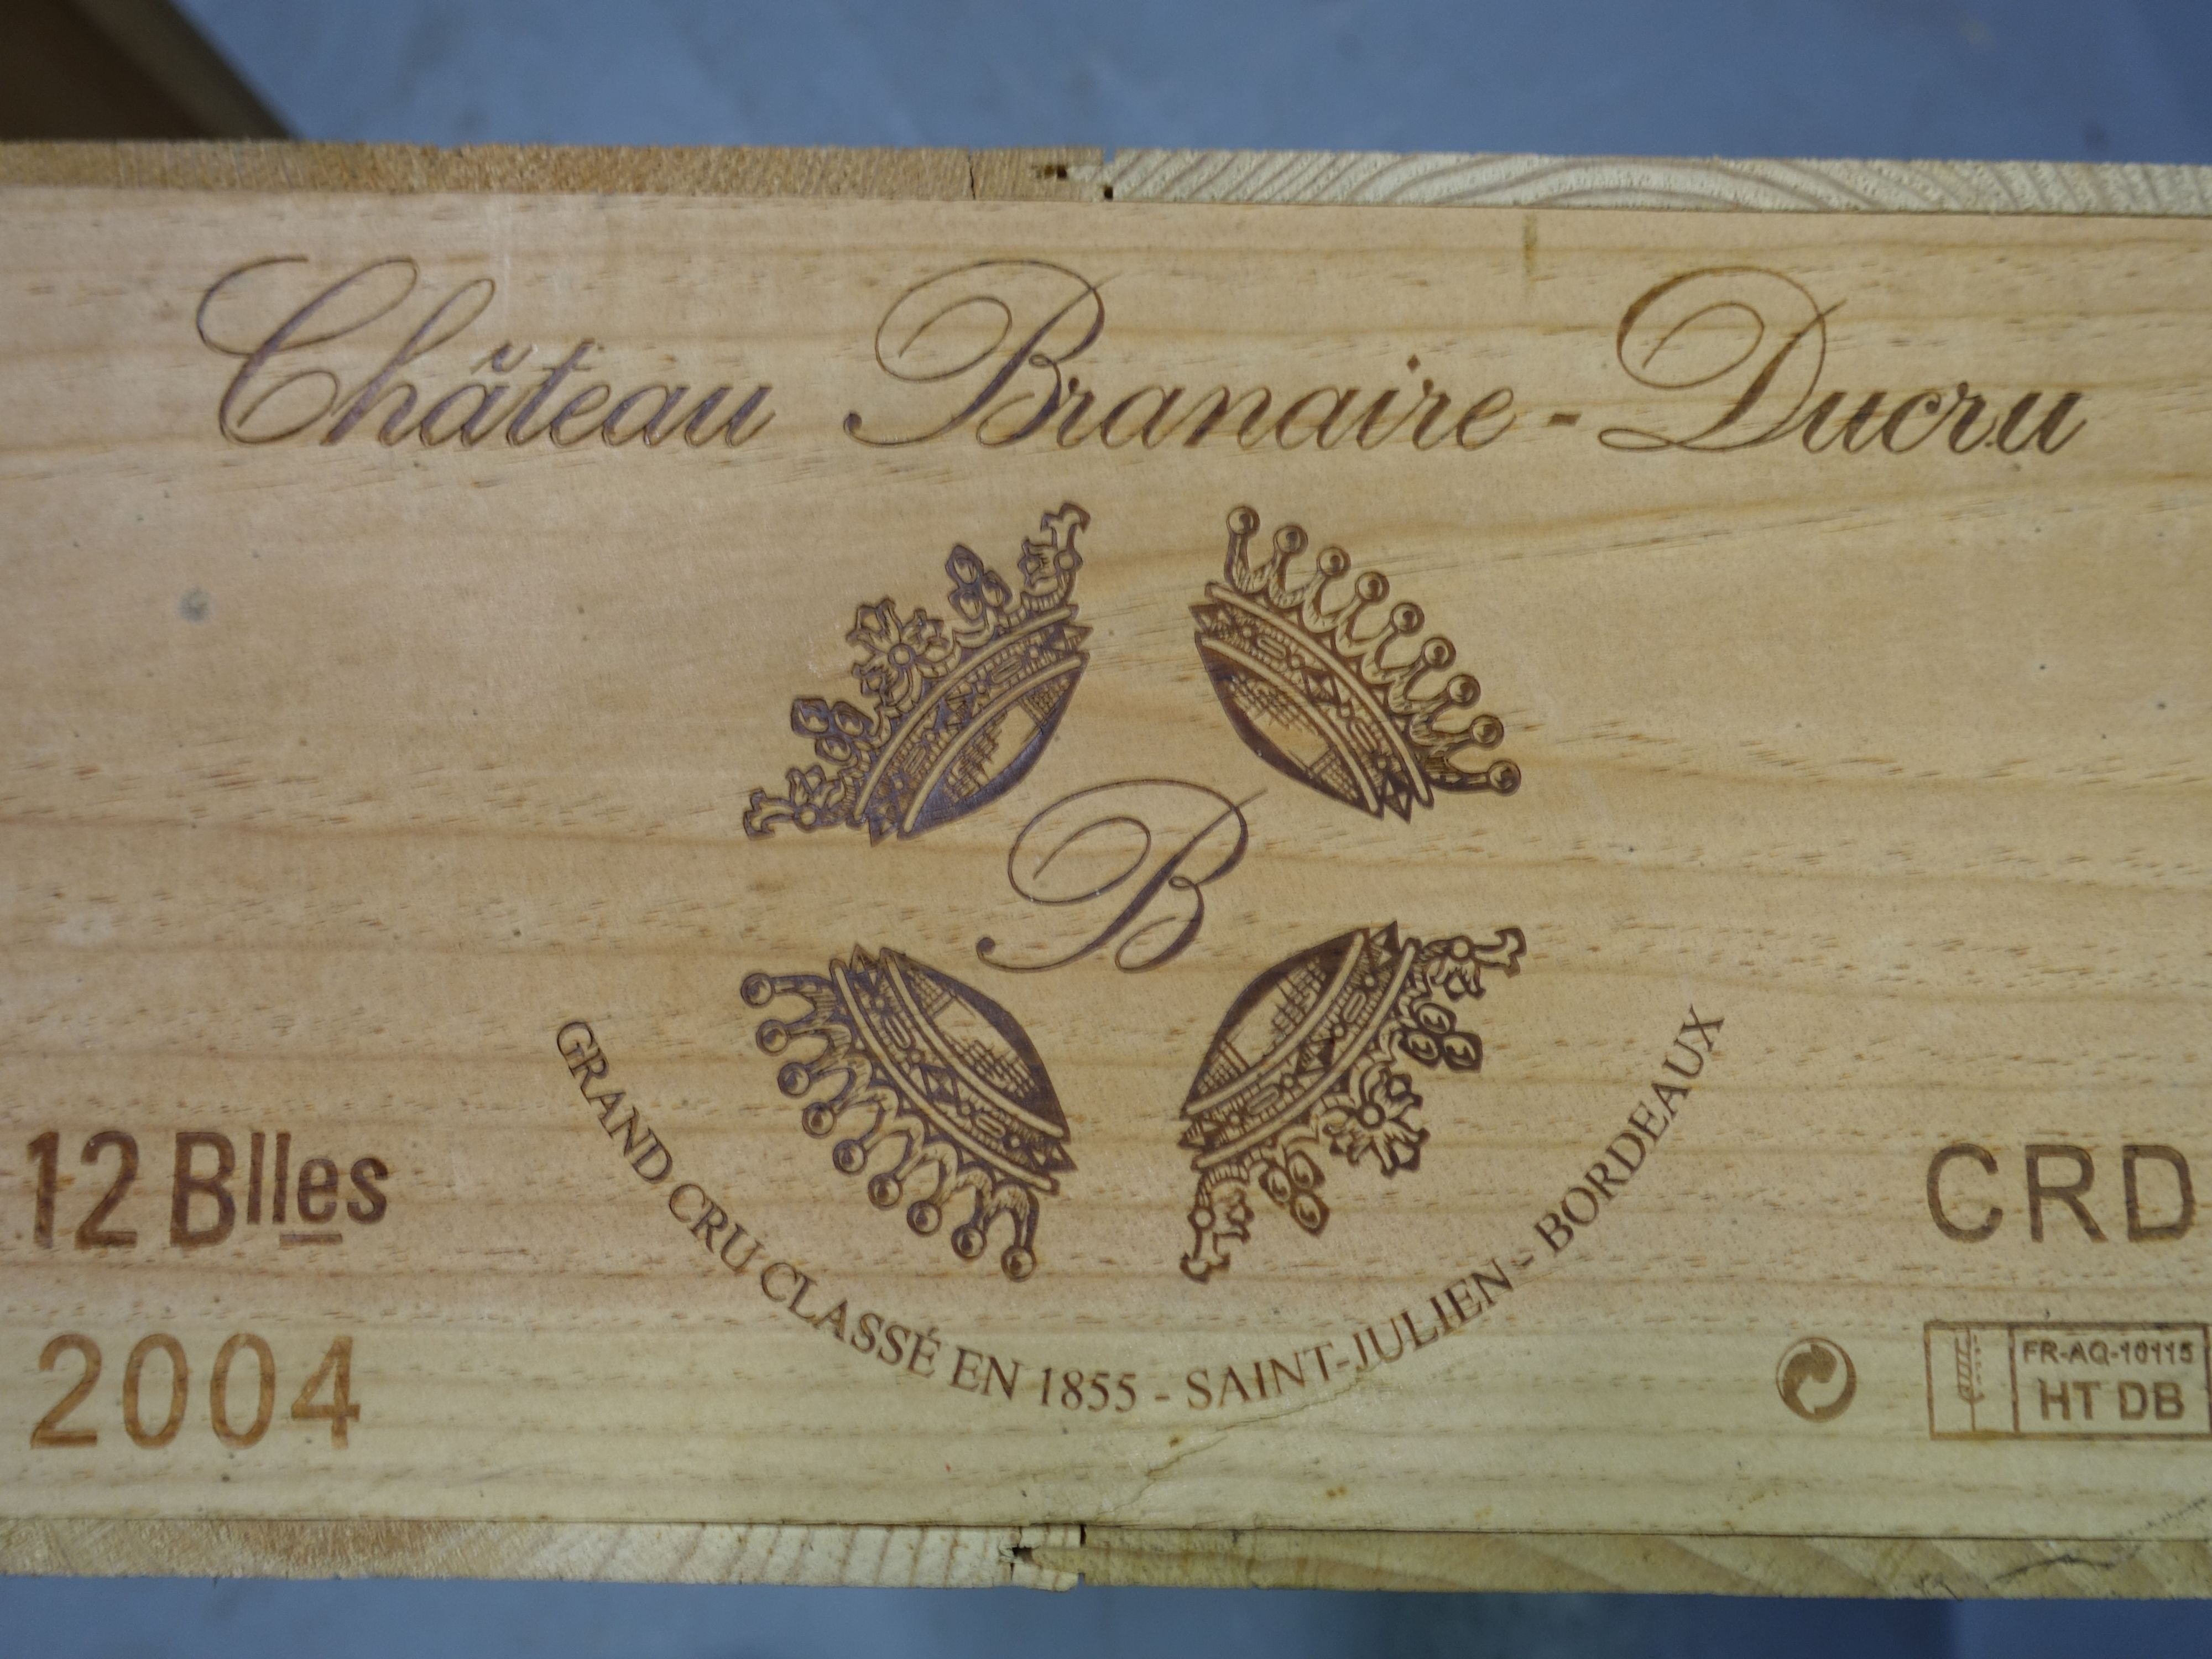 Château Branaire-Ducru
B
GRAND CRU CLASSÉ EN 1855 - SAINT-JULIEN - BORDEAUX
12 Blles
2004
CRD
FR-AQ-10115
HT DB